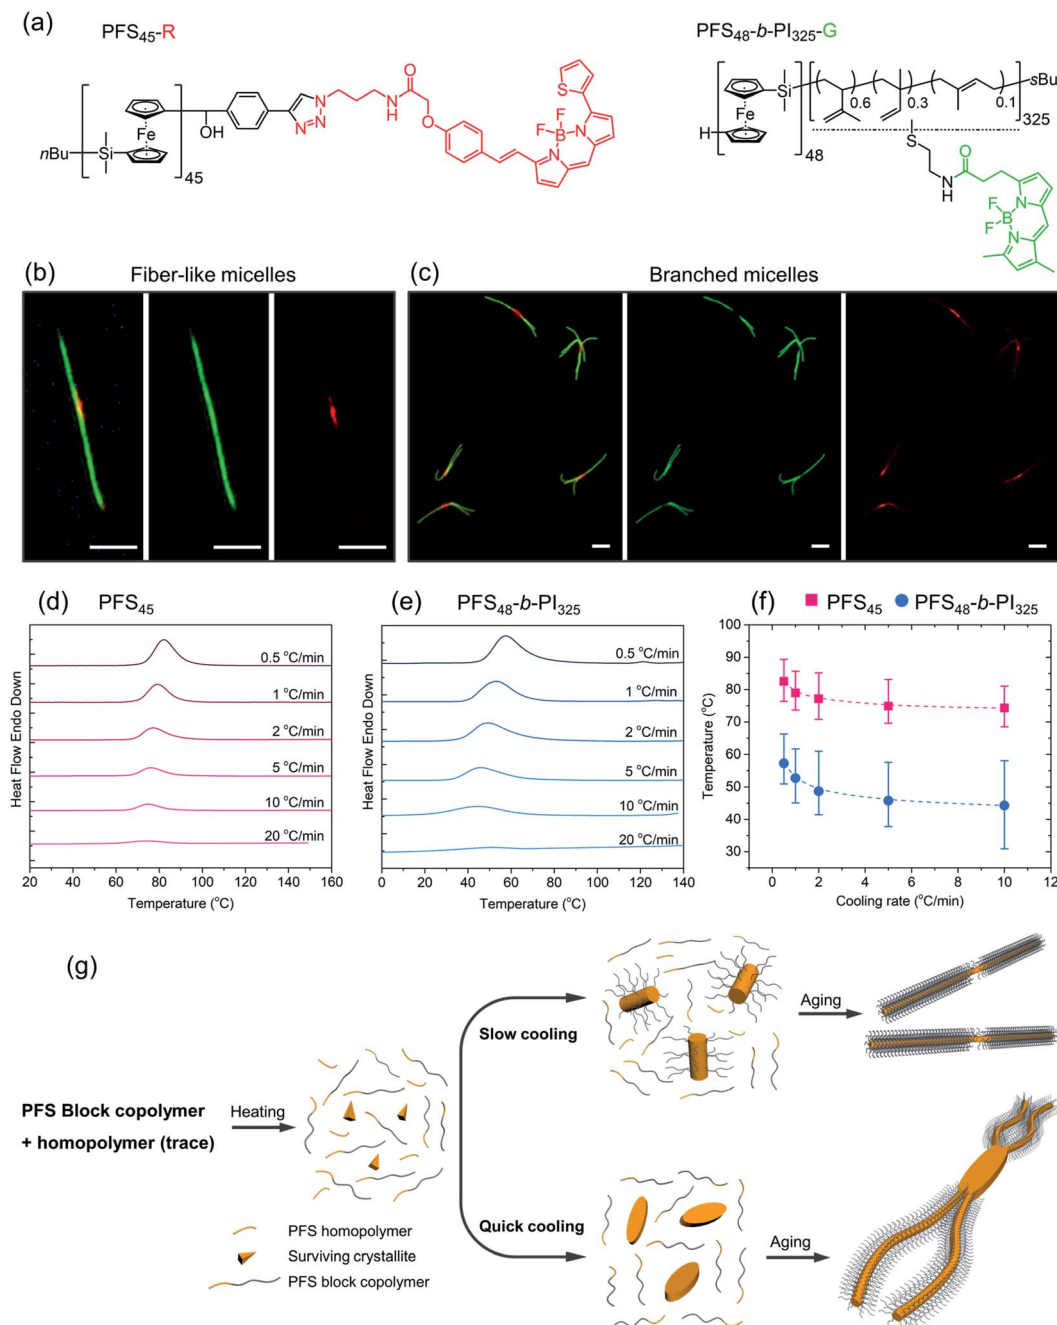 (a)
PFS45-R
PFS48-b-PI325-G
nBu
Si
Fe
45
OH
N
N
N
NH
O
O
S
F
F
B
N
N
Fe
H
48
Si
0.6
0.3
0.1
325
sBu
S
N
H
O
F
F
B
N
N
(b) Fiber-like micelles
(c) Branched micelles
(d) PFS45
Heat Flow Endo Down
0.5 °C/min
1 °C/min
2 °C/min
5 °C/min
10 °C/min
20 °C/min
20 40 60 80 100 120 140 160
Temperature (°C)
(e) PFS48-b-PI325
Heat Flow Endo Down
0.5 °C/min
1 °C/min
2 °C/min
5 °C/min
10 °C/min
20 °C/min
0 20 40 60 80 100 120 140
Temperature (°C)
(f) PFS45 PFS48-b-PI325
Temperature (°C)
100
90
80
70
60
50
40
30
0 2 4 6 8 10 12
Cooling rate (°C/min)
(g)
PFS Block copolymer
+ homopolymer (trace)
Heating
Slow cooling
Aging
Quick cooling
Aging
PFS homopolymer
Surviving crystallite
PFS block copolymer